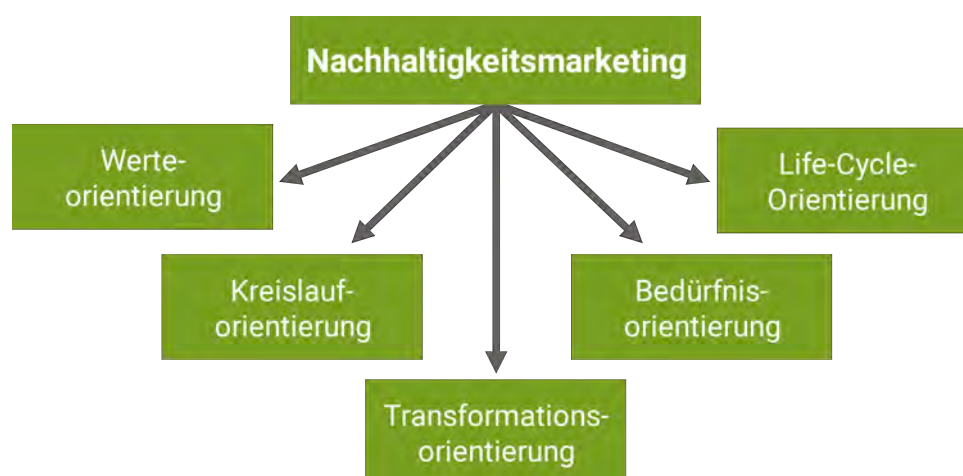 Nachhaltigkeitsmarketing
Werte-
orientierung
Life-Cycle-
Orientierung
Kreislauf-
orientierung
Bedürfnis-
orientierung
Transformations-
orientierung